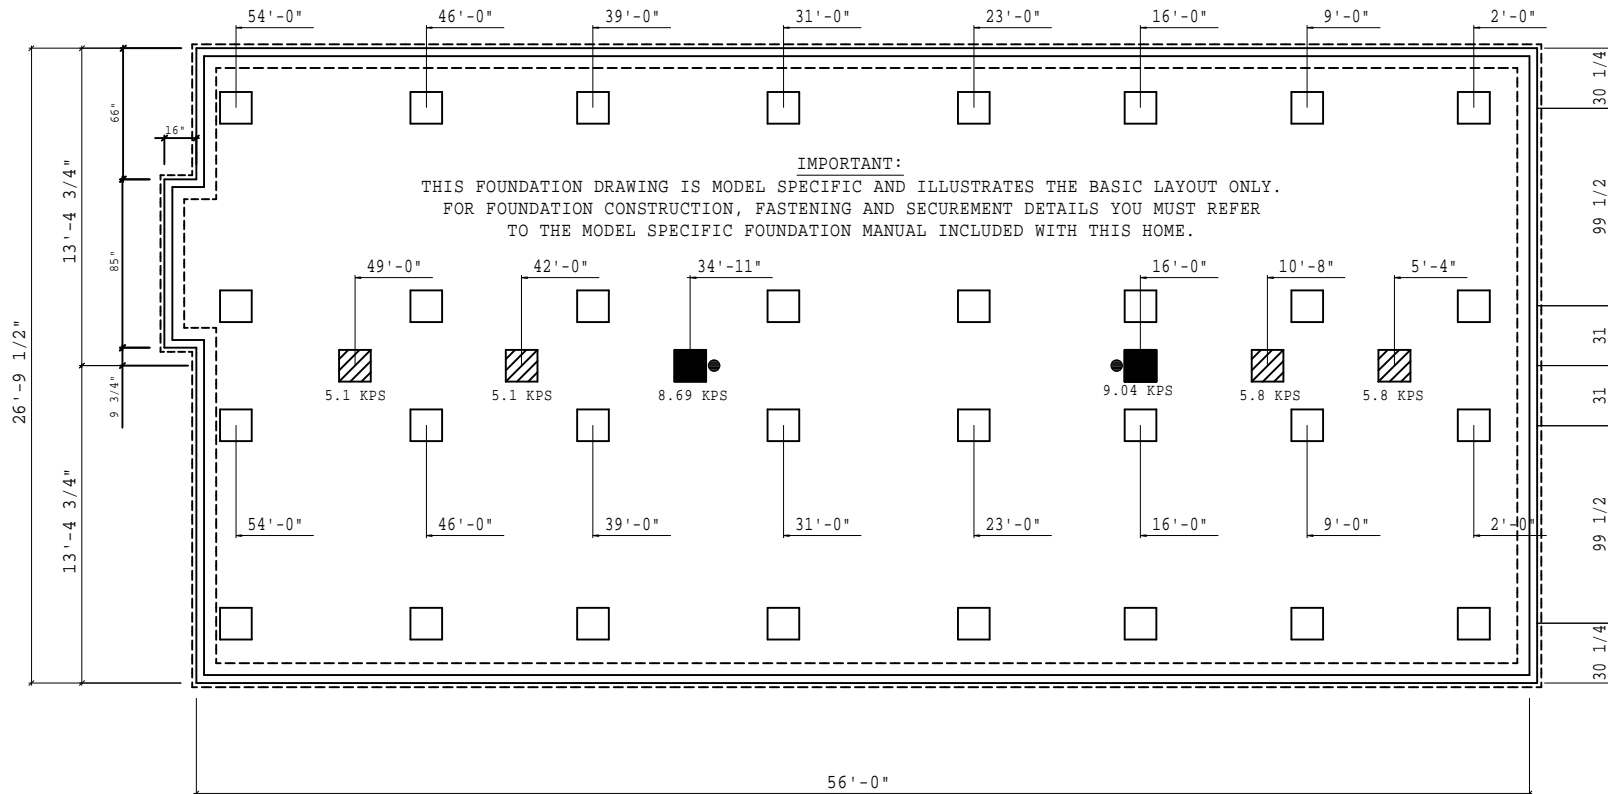 54'-0" 46'-0" 39'-0" 31'-0" 23'-0" 16'-0" 9'-0" 2'-0"
30 1/4
66"
16"
13'-4 3/4"
IMPORTANT:
THIS FOUNDATION DRAWING IS MODEL SPECIFIC AND ILLUSTRATES THE BASIC LAYOUT ONLY.
FOR FOUNDATION CONSTRUCTION, FASTENING AND SECUREMENT DETAILS YOU MUST REFER
TO THE MODEL SPECIFIC FOUNDATION MANUAL INCLUDED WITH THIS HOME.
99 1/2
85"
49'-0" 42'-0" 34'-11" 16'-0" 10'-8" 5'-4"
31
26'-9 1/2"
9 3/4"
5.1 KPS 5.1 KPS 8.69 KPS 9.04 KPS 5.8 KPS 5.8 KPS
31
13'-4 3/4"
54'-0" 46'-0" 39'-0" 31'-0" 23'-0" 16'-0" 9'-0" 2'-0"
99 1/2
30 1/4
56'-0"